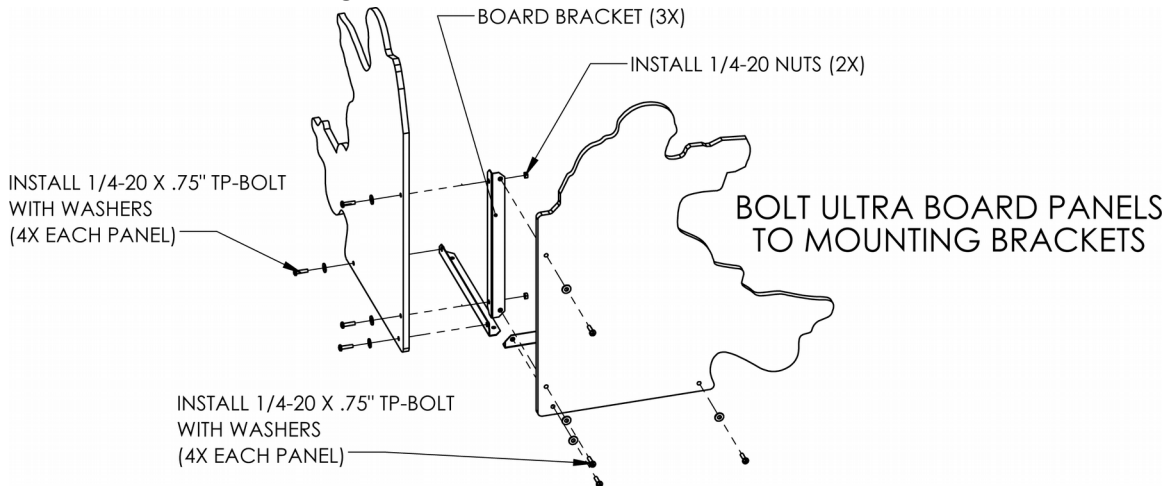 BOARD BRACKET (3X)
INSTALL 1/4-20 NUTS (2X)
INSTALL 1/4-20 X .75" TP-BOLT
WITH WASHERS
(4X EACH PANEL)
BOLT ULTRA BOARD PANELS
TO MOUNTING BRACKETS
INSTALL 1/4-20 X .75" TP-BOLT
WITH WASHERS
(4X EACH PANEL)